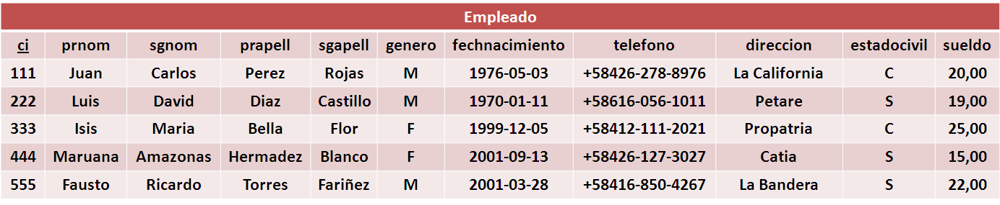 Empleado
ci prnom sgnom prapell sgapell genero fechnacimiento telefono direccion estadocivil sueldo
111 Juan Carlos Perez Rojas M 1976-05-03 +58426-278-8976 La California C 20,00
222 Luis David Diaz Castillo M 1970-01-11 +58616-056-1011 Petare S 19,00
333 Isis Maria Bella Flor F 1999-12-05 +58412-111-2021 Propatria C 25,00
444 Maruana Amazonas Hermadez Blanco F 2001-09-13 +58426-127-3027 Catia S 15,00
555 Fausto Ricardo Torres Fariñez M 2001-03-28 +58416-850-4267 La Bandera S 22,00